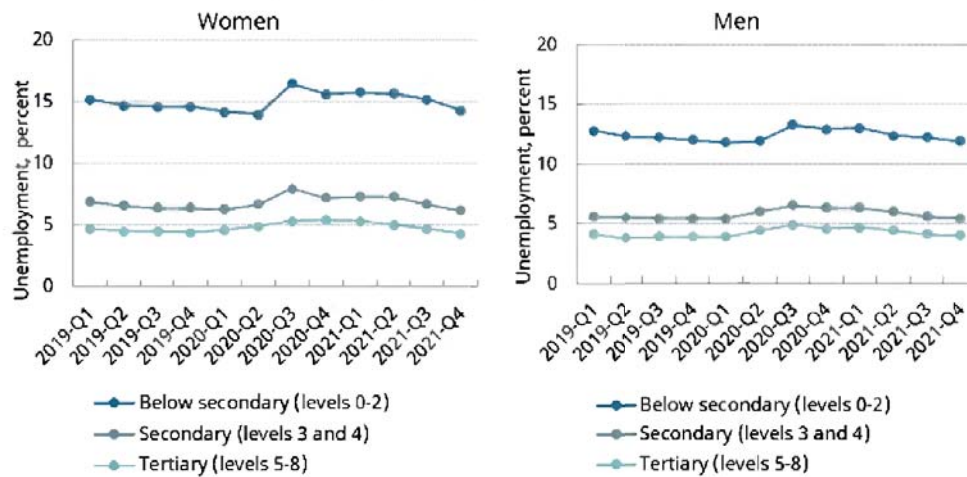 Women
Unemployment, percent
20
15
10
5
0
2019-Q1
2019-Q2
2019-Q3
2019-Q4
2020-Q1
2020-Q2
2020-Q3
2020-Q4
2021-Q1
2021-Q2
2021-Q3
2021-Q4
Below secondary (levels 0-2)
Secondary (levels 3 and 4)
Tertiary (levels 5-8)
Men
Unemployment, percent
20
15
10
5
0
2019-Q1
2019-Q2
2019-Q3
2019-Q4
2020-Q1
2020-Q2
2020-Q3
2020-Q4
2021-Q1
2021-Q2
2021-Q3
2021-Q4
Below secondary (levels 0-2)
Secondary (levels 3 and 4)
Tertiary (levels 5-8)